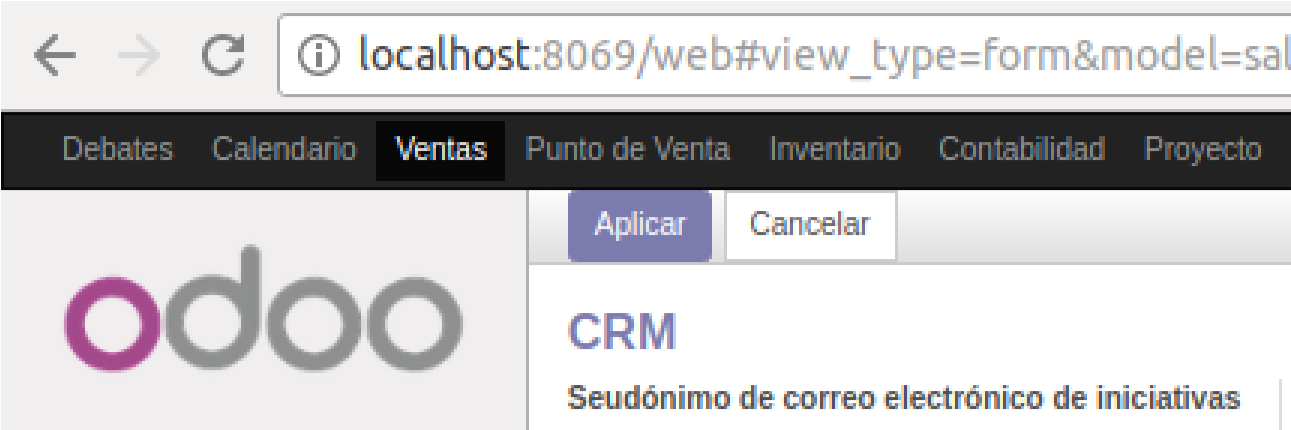 localhost:8069/web#view_type=form&model=sal
Debates Calendario Ventas Punto de Venta Inventario Contabilidad Proyecto
Aplicar Cancelar
odoo
CRM
Seudónimo de correo electrónico de iniciativas